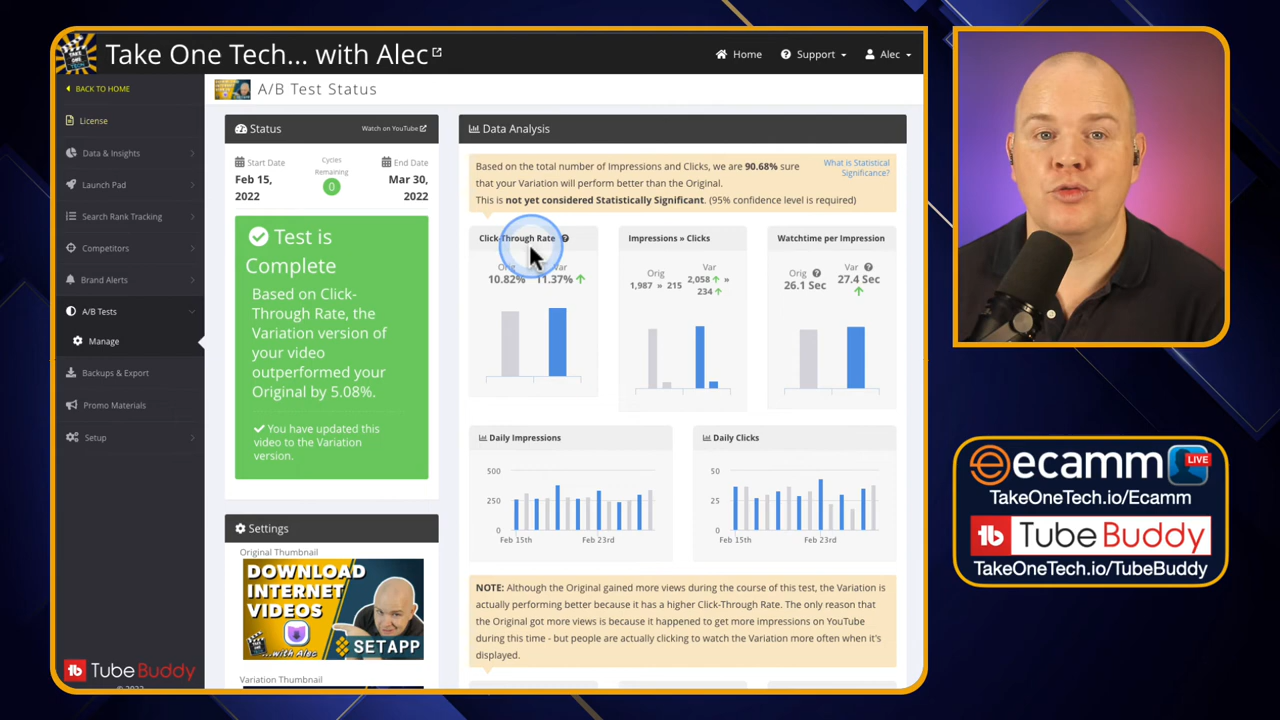 Take One Tech... with Alec
Home
Support
Alec
BACK TO HOME
License
Data & Insights
Launch Pad
Search Rank Tracking
Competitors
Brand Alerts
A/B Tests
Manage
Backups & Export
Promo Materials
Setup
TubeBuddy
A/B Test Status
Status
Watch on YouTube
Start Date
Feb 15,
2022
Cycles
Remaining
0
End Date
Mar 30,
2022
Test is
Complete
Based on Click-
Through Rate, the
Variation version of
your video
outperformed your
Original by 5.08%.
You have updated this
video to the Variation
version.
Settings
Original Thumbnail
DOWNLOAD
INTERNET
VIDEOS
...with Alec
SETAPP
Variation Thumbnail
Data Analysis
Based on the total number of Impressions and Clicks, we are 90.68% sure
that your Variation will perform better than the Original.
This is not yet considered Statistically Significant. (95% confidence level is required)
What is Statistical
Significance?
Click-Through Rate
Orig
10.82%
Var
11.37%
Impressions » Clicks
Orig
1,987 » 215
Var
2,058 »
234
Watchtime per Impression
Orig
26.1 Sec
Var
27.4 Sec
Daily Impressions
500
250
0
Feb 15th
Feb 23rd
Daily Clicks
50
25
0
Feb 15th
Feb 23rd
NOTE: Although the Original gained more views during the course of this test, the Variation is
actually performing better because it has a higher Click-Through Rate. The only reason that
the Original got more views is because it happened to get more impressions on YouTube
during this time - but people are actually clicking to watch the Variation more often when it's
displayed.
ecamm LIVE
TakeOneTech.io/Ecamm
tb TubeBuddy
TakeOneTech.io/TubeBuddy